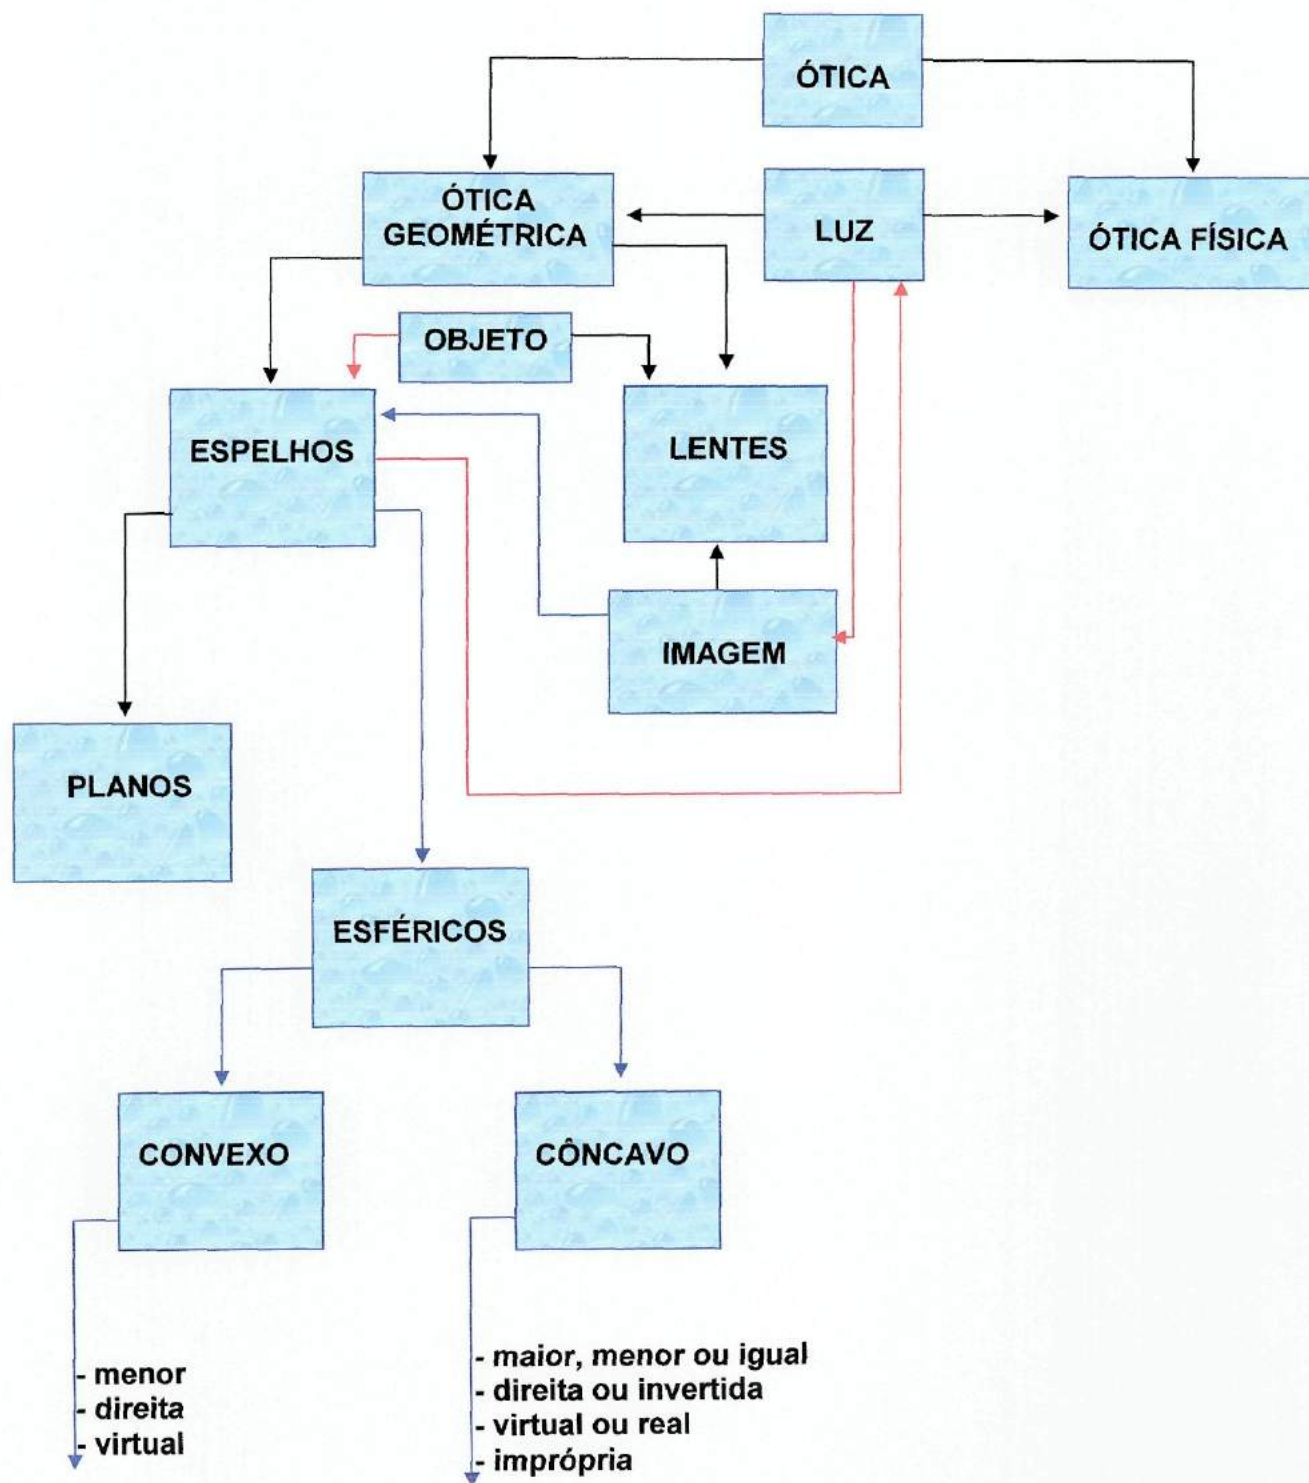 ÓTICA
ÓTICA
GEOMÉTRICA
LUZ
ÓTICA FÍSICA
OBJETO
ESPELHOS
LENTES
IMAGEM
PLANOS
ESFÉRICOS
CONVEXO
CÔNCAVO
- menor
- direita
- virtual
- maior, menor ou igual
- direita ou invertida
- virtual ou real
- imprópria